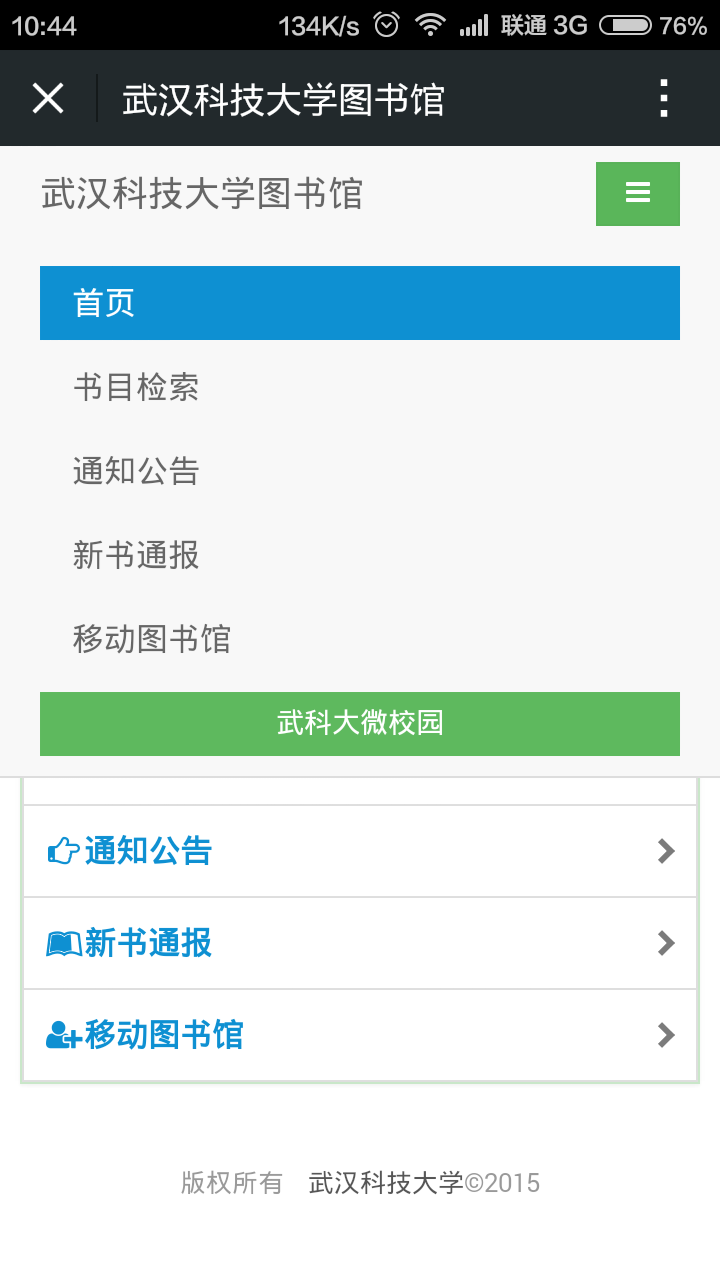 10:44 134K/s 联通 3G 76%
武汉科技大学图书馆
武汉科技大学图书馆
首页
书目检索
通知公告
新书通报
移动图书馆
武科大微校园
通知公告
新书通报
移动图书馆
版权所有 武汉科技大学©2015